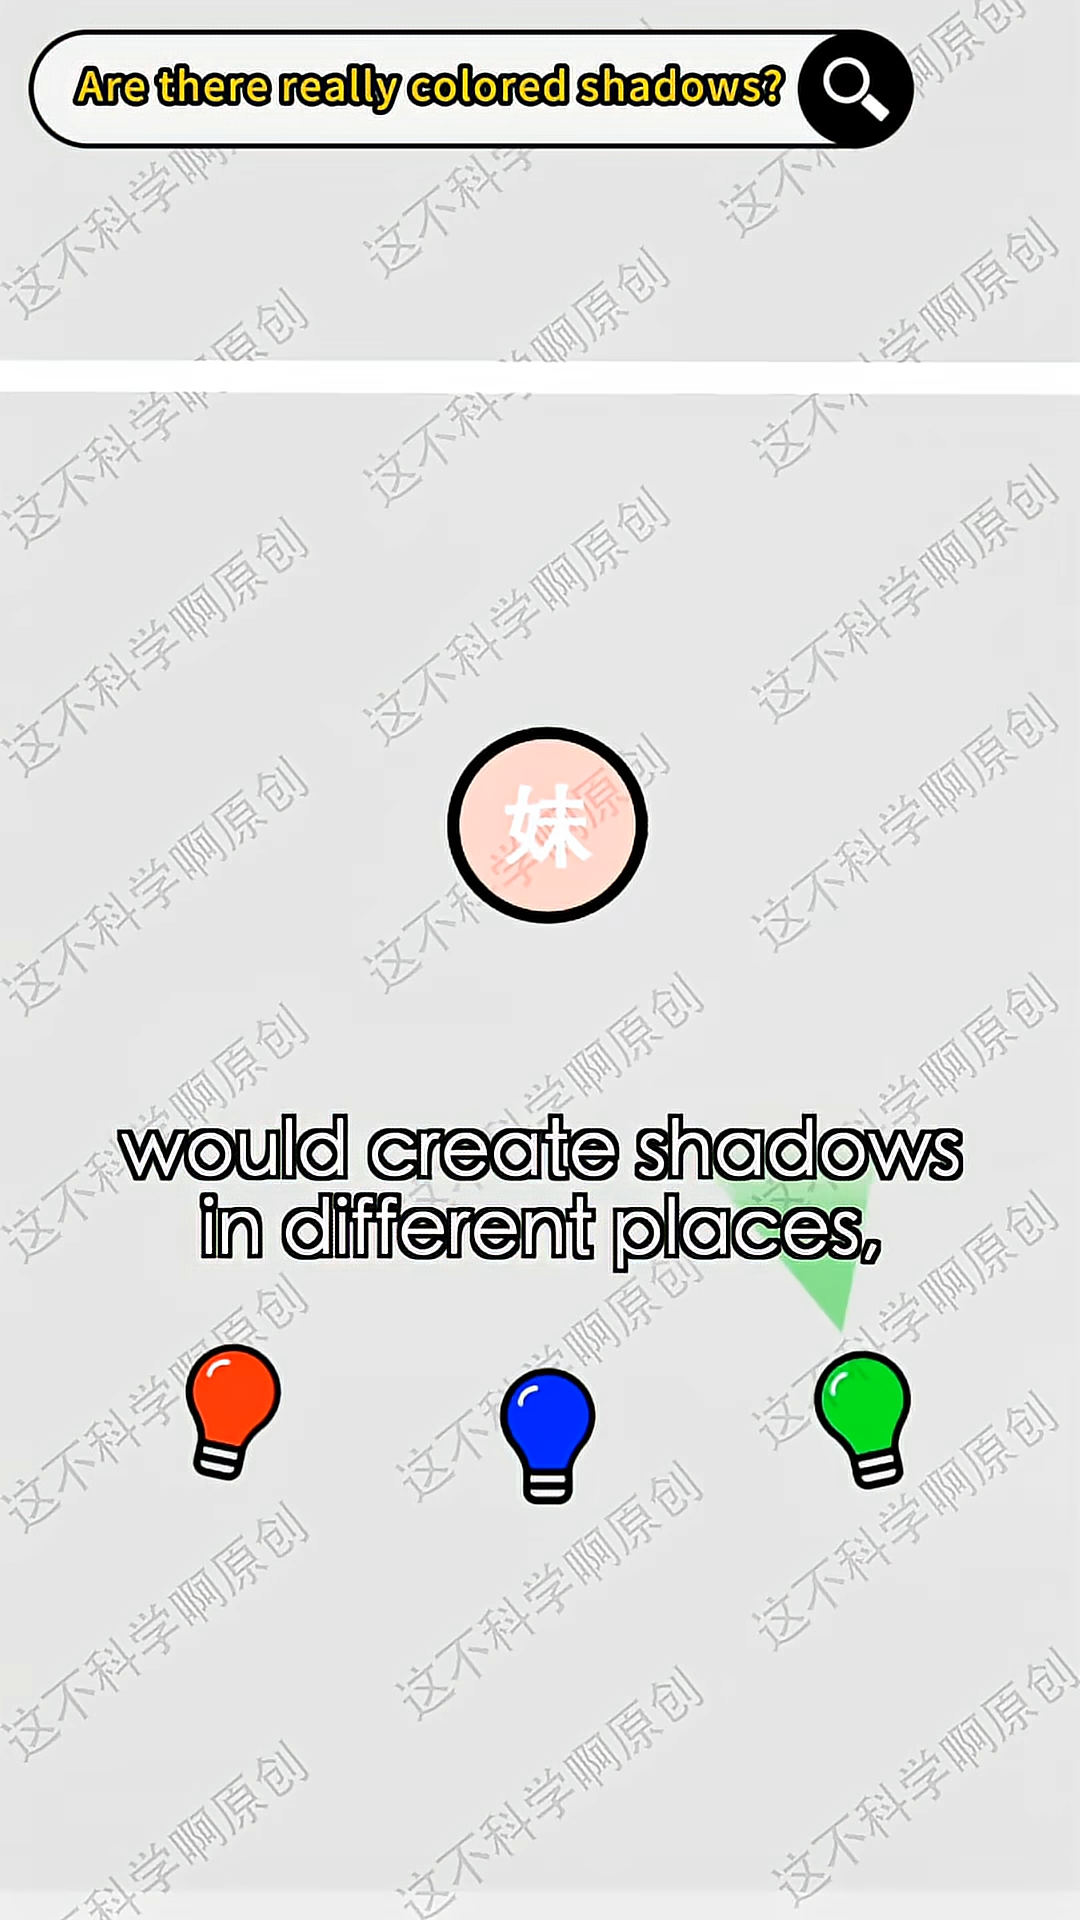 Are there really colored shadows?
妹
would create shadows
in different places,
这不科学啊原创